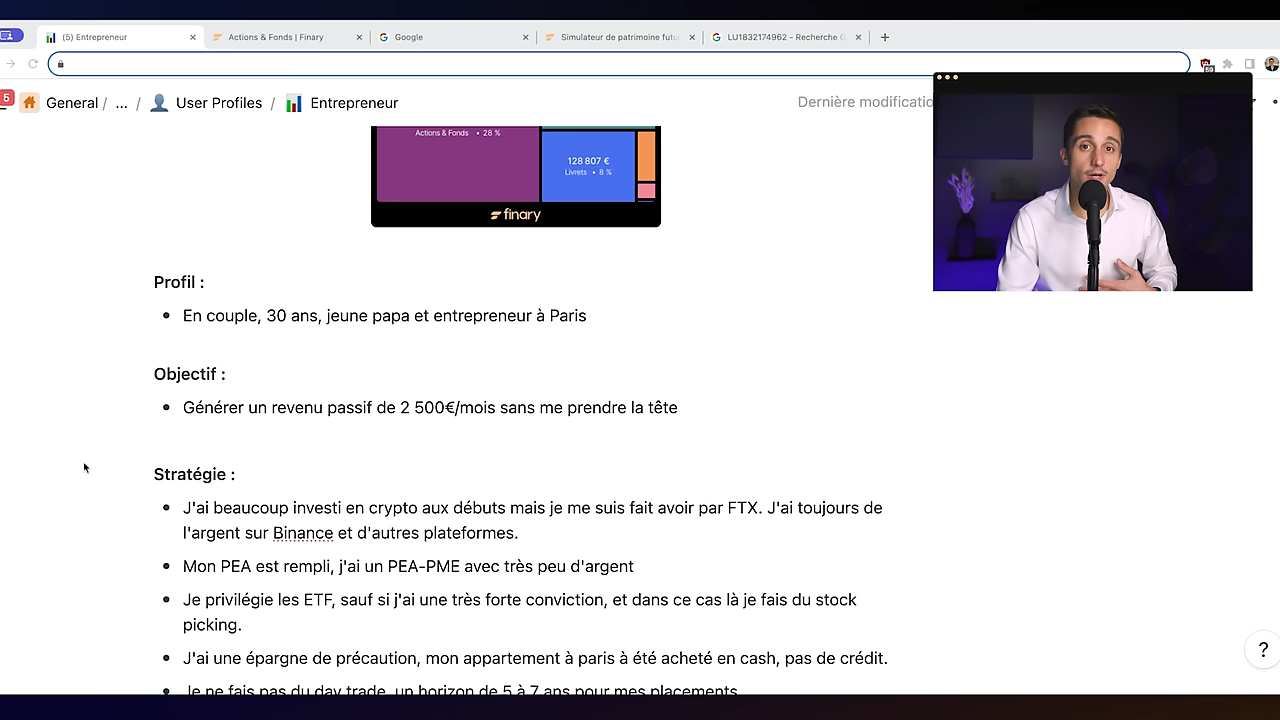 (5) Entrepreneur
Actions & Fonds | Finary
Google
Simulateur de patrimoine futu
LU1832174962 - Recherche G
59
5
General / ... / User Profiles / Entrepreneur
Dernière modificatio
Actions & Fonds • 28 %
128 807 €
Livrets • 8 %
finary
Profil :
• En couple, 30 ans, jeune papa et entrepreneur à Paris
Objectif :
• Générer un revenu passif de 2 500€/mois sans me prendre la tête
Stratégie :
• J'ai beaucoup investi en crypto aux débuts mais je me suis fait avoir par FTX. J'ai toujours de
l'argent sur Binance et d'autres plateformes.
• Mon PEA est rempli, j'ai un PEA-PME avec très peu d'argent
• Je privilégie les ETF, sauf si j'ai une très forte conviction, et dans ce cas là je fais du stock
picking.
• J'ai une épargne de précaution, mon appartement à paris à été acheté en cash, pas de crédit.
• Je ne fais pas du day trade, un horizon de 5 à 7 ans pour mes placements
?